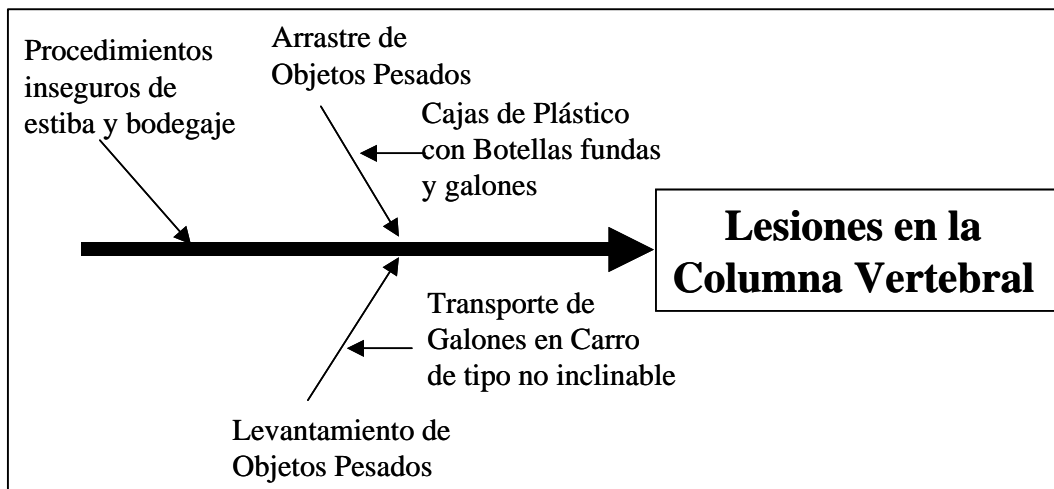 Procedimientos
inseguros de
estiba y bodegaje
Arrastre de
Objetos Pesados
Cajas de Plástico
con Botellas fundas
y galones
Lesiones en la
Columna Vertebral
Transporte de
Galones en Carro
de tipo no inclinable
Levantamiento de
Objetos Pesados